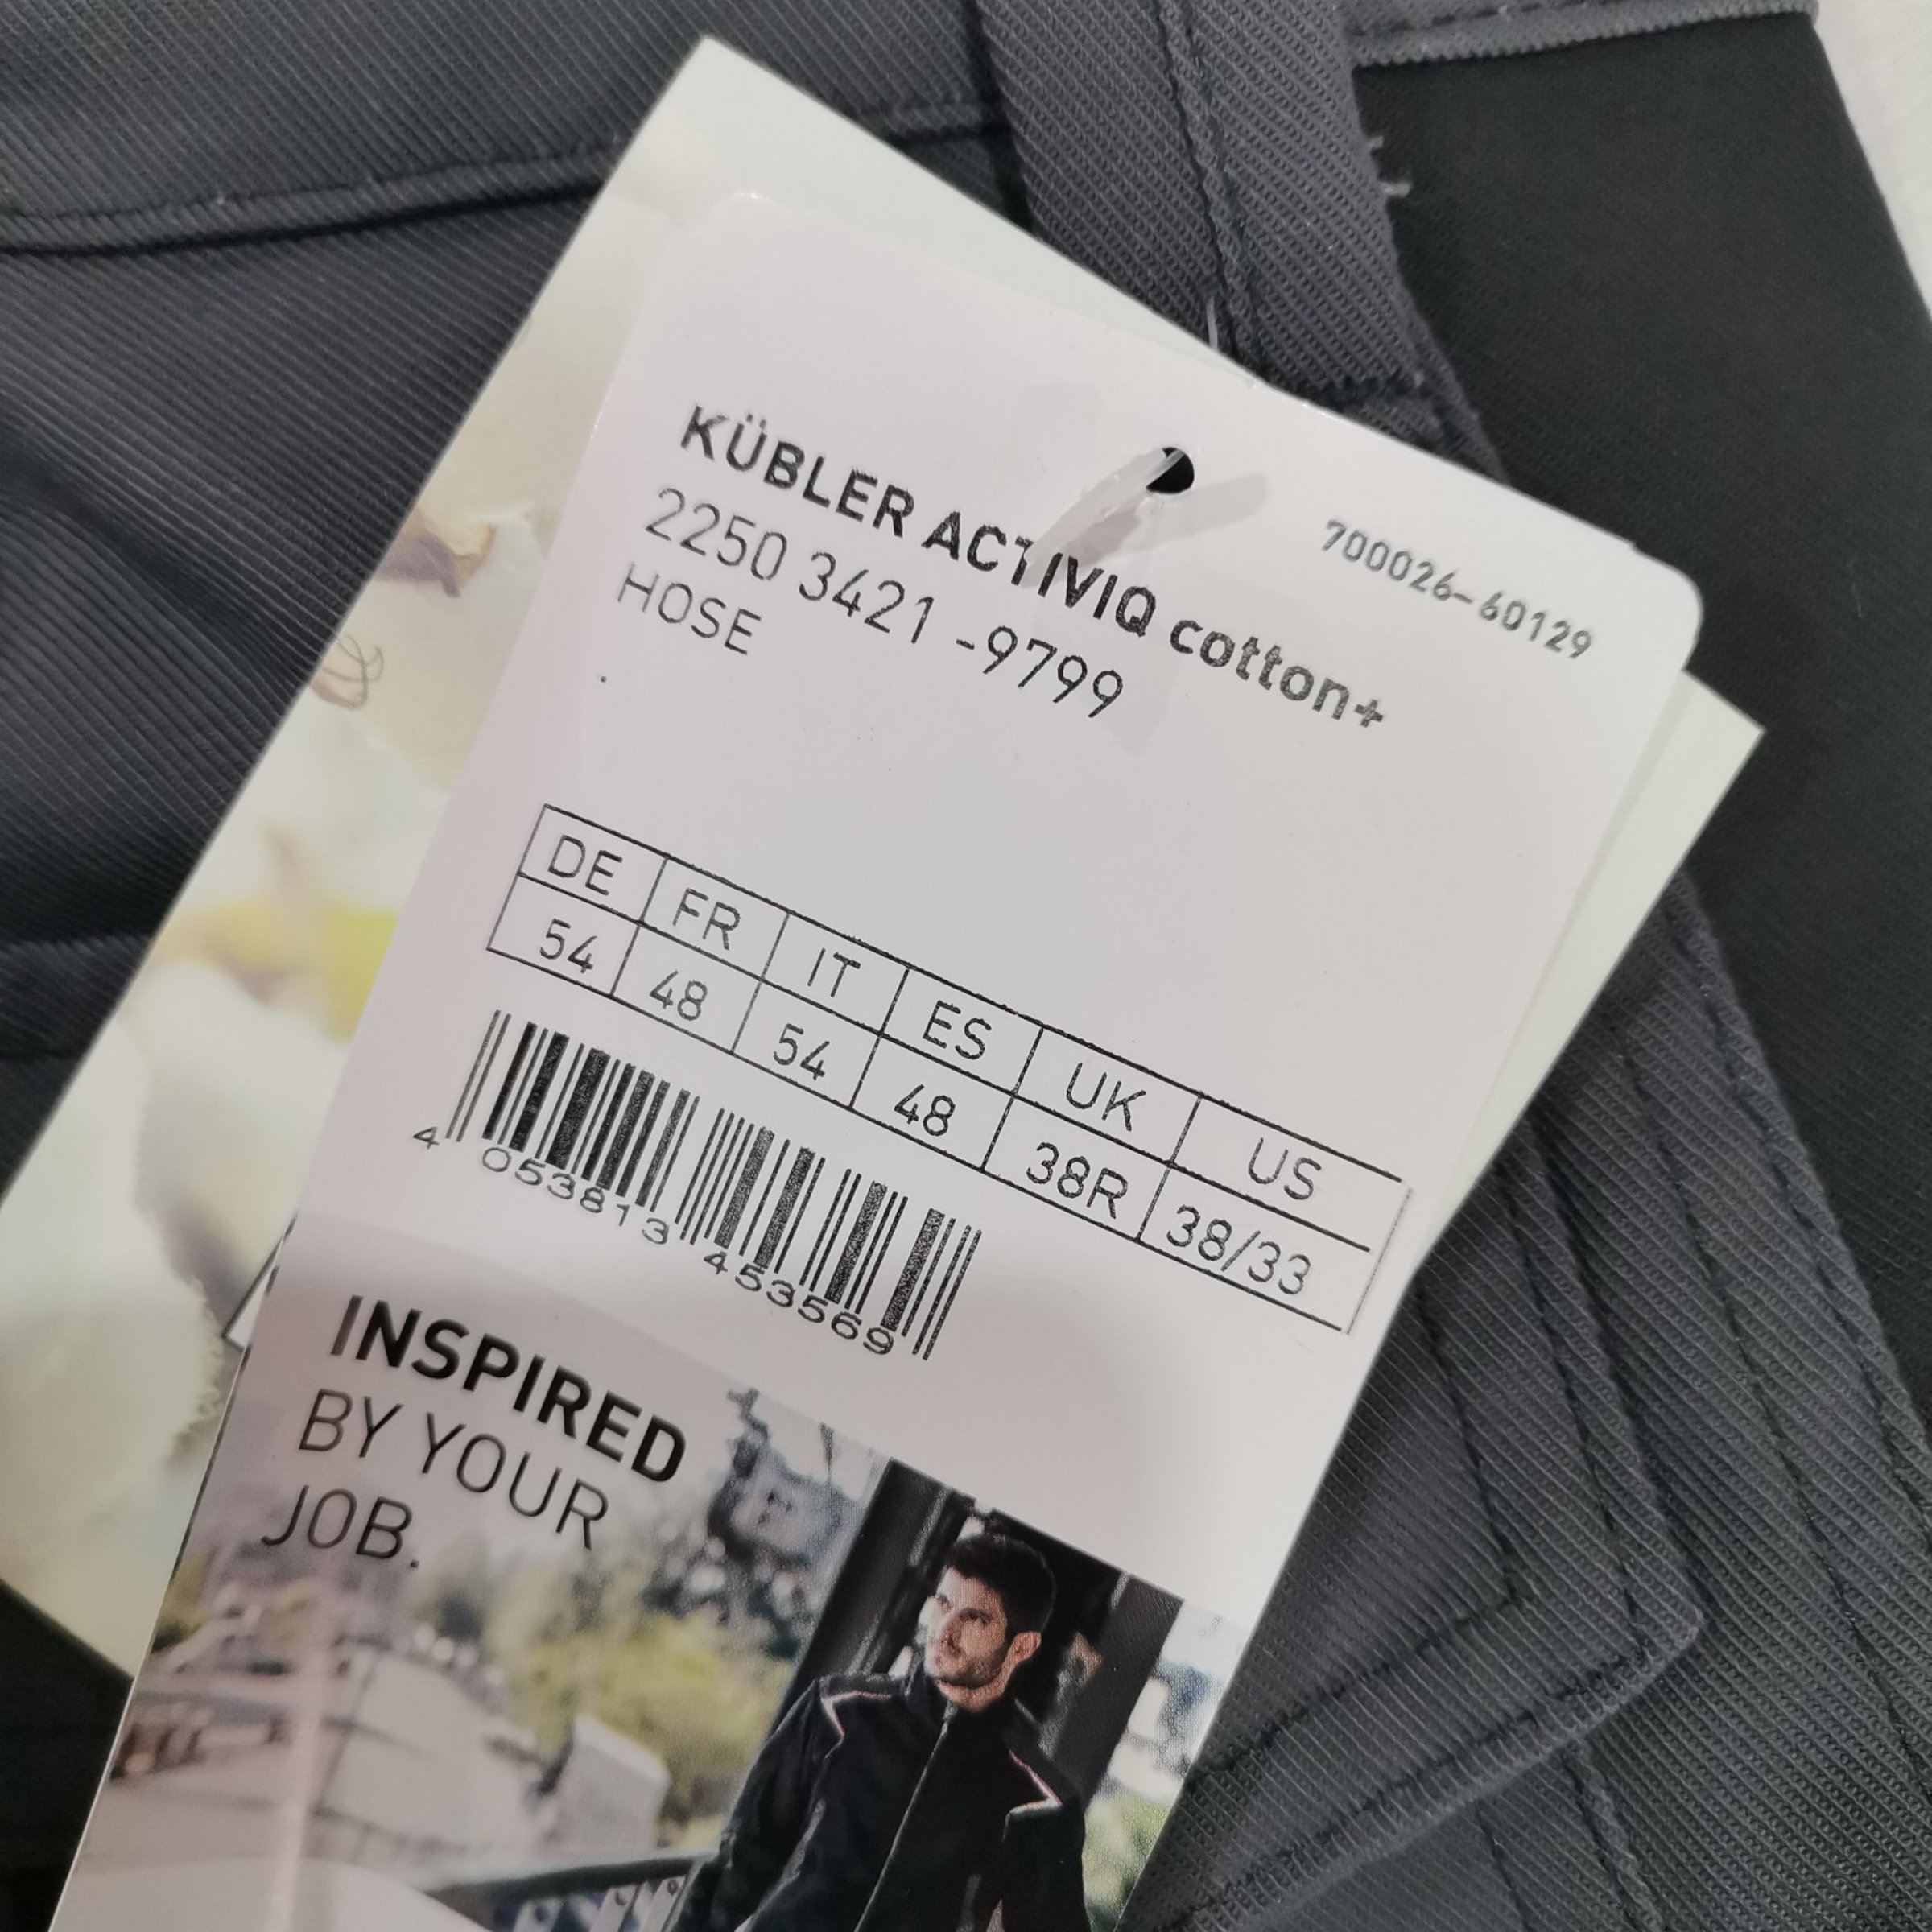 700026-60129
KÜBLER ACTIVIQ cotton+
2250 3421 -9799
HOSE
DE FR IT ES UK US
54 48 54 48 38R 38/33
4 053813 453569
INSPIRED
BY YOUR
JOB.